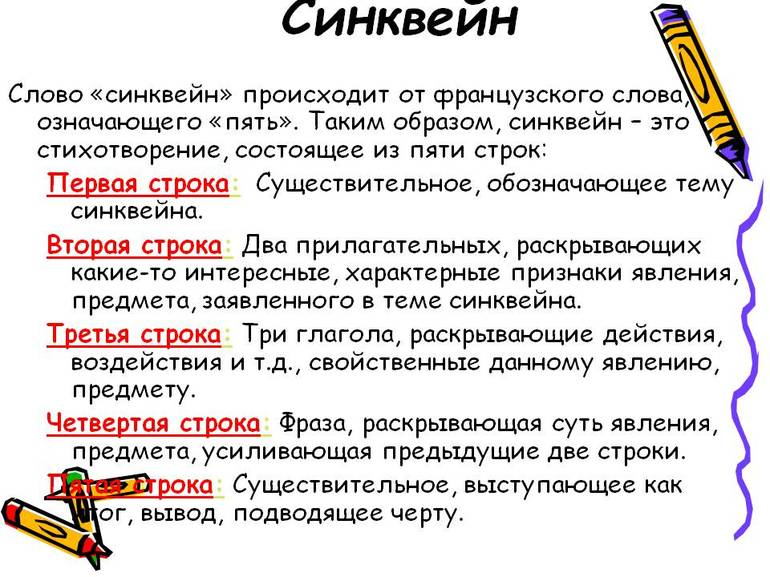 Синквейн
Слово «синквейн» происходит от французского слова,
означающего «пять». Таким образом, синквейн – это
стихотворение, состоящее из пяти строк:
Первая строка: Существительное, обозначающее тему
синквейна.
Вторая строка: Два прилагательных, раскрывающих
какие-то интересные, характерные признаки явления,
предмета, заявленного в теме синквейна.
Третья строка: Три глагола, раскрывающие действия,
воздействия и т.д., свойственные данному явлению,
предмету.
Четвертая строка: Фраза, раскрывающая суть явления,
предмета, усиливающая предыдущие две строки.
Пятая строка: Существительное, выступающее как
итог, вывод, подводящее черту.